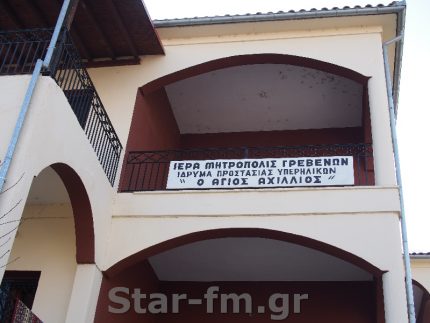 ΙΕΡΑ ΜΗΤΡΟΠΟΛΙΣ ΓΡΕΒΕΝΩΝ
ΙΔΡΥΜΑ ΠΡΟΣΤΑΣΙΑΣ ΥΠΕΡΗΛΙΚΩΝ
"Ο ΑΓΙΟΣ ΑΧΙΛΛΙΟΣ"
Star-fm.gr